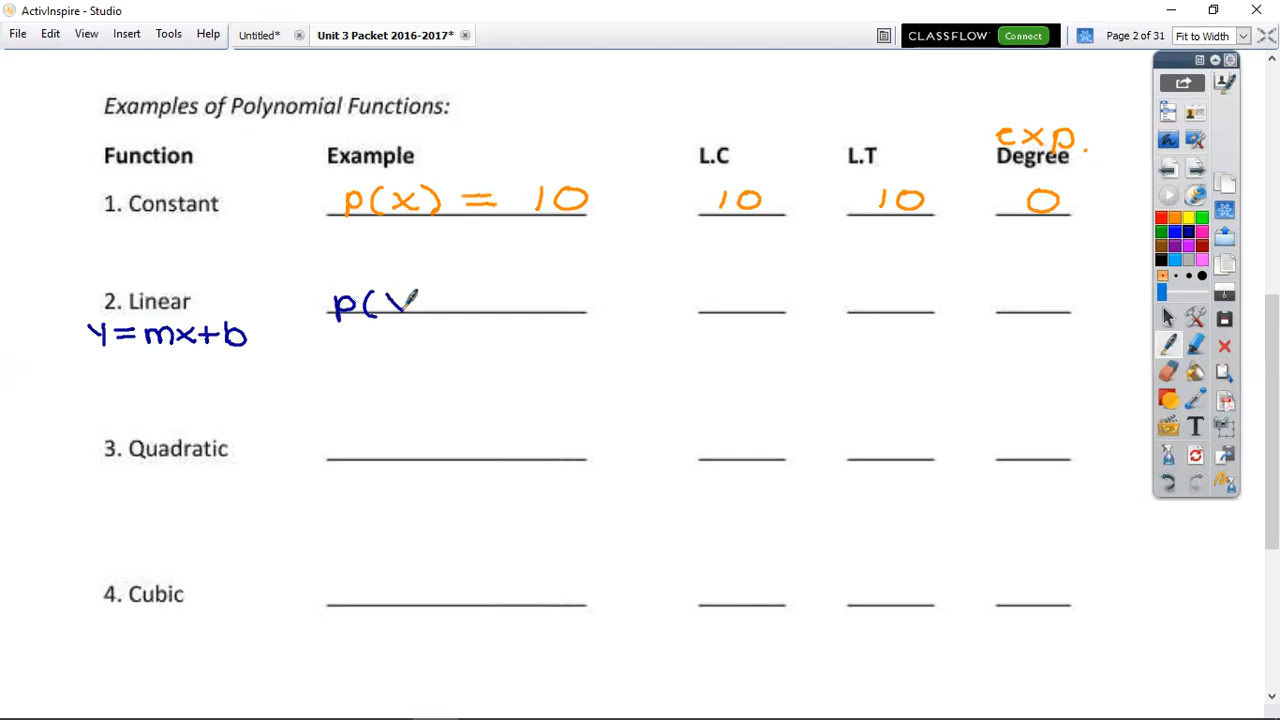 ActivInspire - Studio
File Edit View Insert Tools Help Untitled* Unit 3 Packet 2016-2017* CLASSFLOW Connect Page 2 of 31 Fit to Width
Examples of Polynomial Functions:
exp.
Function Example L.C L.T Degree
1. Constant p(x) = 10 10 10 0
2. Linear p(
y = mx + b
3. Quadratic
4. Cubic